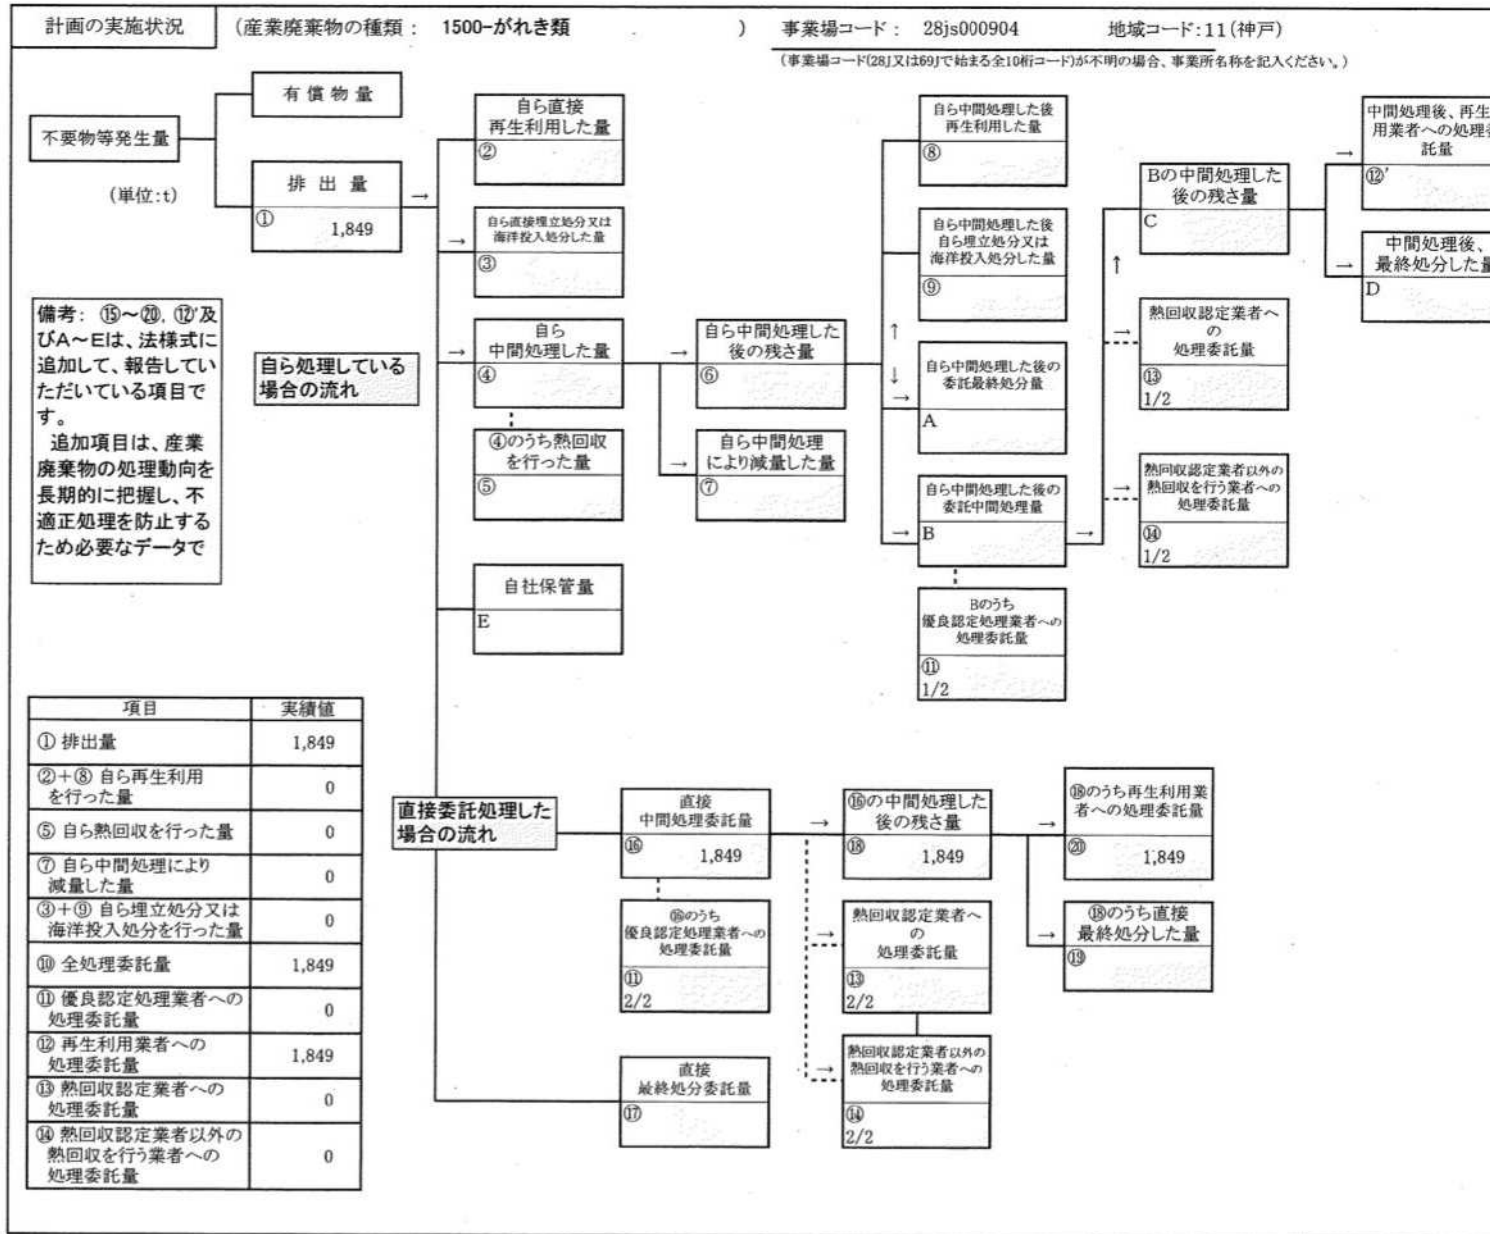 計画の実施状況
(産業廃棄物の種類： 1500-がれき類 )
事業場コード： 28js000904
地域コード:11(神戸)
(事業場コード(28J又は69Jで始まる全10桁コード)が不明の場合、事業所名称を記入ください。)
不要物等発生量
(単位:t)
有償物量
排出量
① 1,849
→
自ら直接
再生利用した量
②
→
自ら直接埋立処分又は
海洋投入処分した量
③
→
自ら
中間処理した量
④
④のうち熱回収
を行った量
⑤
自社保管量
E
→
自ら中間処理した
後の残さ量
⑥
→
自ら中間処理
により減量した量
⑦
自ら中間処理した後
再生利用した量
⑧
自ら中間処理した後
自ら埋立処分又は
海洋投入処分した量
⑨
↑
↓
→
自ら中間処理した後の
委託最終処分量
A
→
自ら中間処理した後の
委託中間処理量
B
→
Bのうち
優良認定処理業者への
処理委託量
⑪
1/2
↑
Bの中間処理した
後の残さ量
C
→
熱回収認定業者へ
の
処理委託量
⑬
1/2
→
熱回収認定業者以外の
熱回収を行う業者への
処理委託量
⑭
1/2
→
中間処理後、再生
用業者への処理委
託量
⑫'
→
中間処理後、
最終処分した量
D
備考： ⑮～⑳, ⑫'及
びA～Eは、法様式に
追加して、報告してい
ただいている項目で
す。
追加項目は、産業
廃棄物の処理動向を
長期的に把握し、不
適正処理を防止する
ため必要なデータで
自ら処理している
場合の流れ
項目 実績値
① 排出量 1,849
②+⑧ 自ら再生利用
を行った量 0
⑤ 自ら熱回収を行った量 0
⑦ 自ら中間処理により
減量した量 0
③+⑨ 自ら埋立処分又は
海洋投入処分を行った量 0
⑩ 全処理委託量 1,849
⑪ 優良認定処理業者への
処理委託量 0
⑫ 再生利用業者への
処理委託量 1,849
⑬ 熱回収認定業者への
処理委託量 0
⑭ 熱回収認定業者以外の
熱回収を行う業者への
処理委託量 0
直接委託処理した
場合の流れ
直接
中間処理委託量
⑯ 1,849
⑯のうち
優良認定処理業者への
処理委託量
⑪
2/2
直接
最終処分委託量
⑰
→
⑯の中間処理した
後の残さ量
⑱ 1,849
→
熱回収認定業者へ
の
処理委託量
⑬
2/2
→
熱回収認定業者以外の
熱回収を行う業者への
処理委託量
⑭
2/2
→
⑱のうち再生利用業
者への処理委託量
⑳ 1,849
→
⑱のうち直接
最終処分した量
⑲